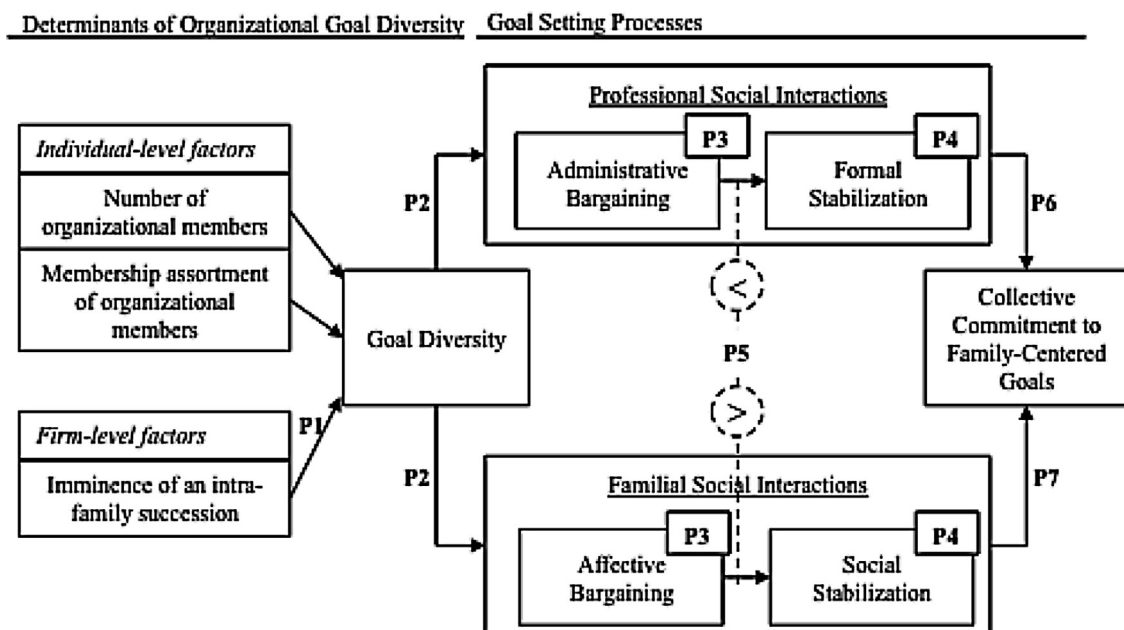 Determinants of Organizational Goal Diversity
Goal Setting Processes
Individual-level factors
Number of
organizational members
Membership assortment
of organizational
members
Firm-level factors
Imminence of an intra-
family succession
P1
Goal Diversity
P2
P2
Professional Social Interactions
P3
Administrative
Bargaining
P4
Formal
Stabilization
<
P5
>
Familial Social Interactions
P3
Affective
Bargaining
P4
Social
Stabilization
P6
P7
Collective
Commitment to
Family-Centered
Goals